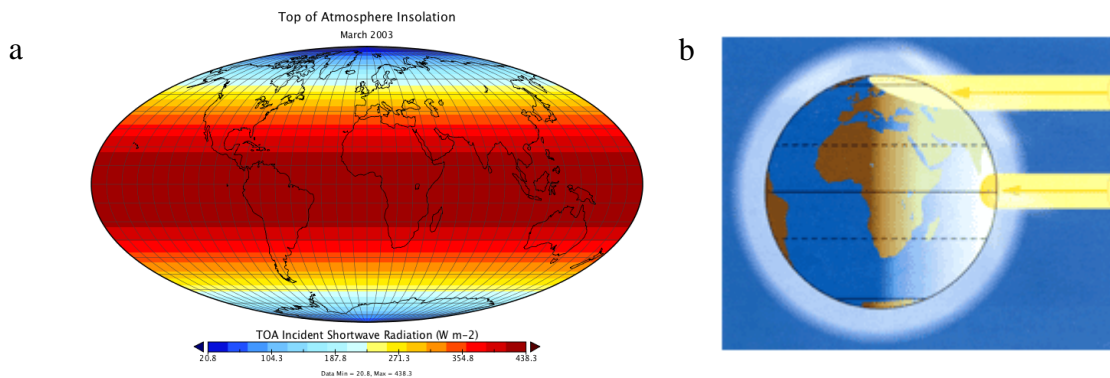 a
Top of Atmosphere Insolation
March 2003
TOA Incident Shortwave Radiation (W m-2)
20.8 104.3 187.8 271.3 354.8 438.3
Data Min = 20.8, Max = 438.3
b